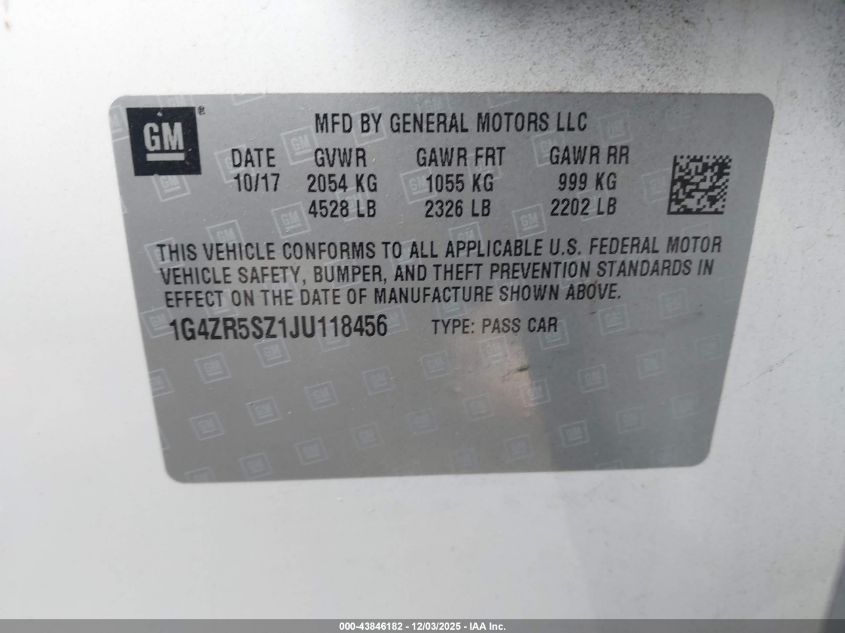 GM ®
MFD BY GENERAL MOTORS LLC
DATE GVWR GAWR FRT GAWR RR
10/17 2054 KG 1055 KG 999 KG
4528 LB 2326 LB 2202 LB
THIS VEHICLE CONFORMS TO ALL APPLICABLE U.S. FEDERAL MOTOR
VEHICLE SAFETY, BUMPER, AND THEFT PREVENTION STANDARDS IN
EFFECT ON THE DATE OF MANUFACTURE SHOWN ABOVE.
1G4ZR5SZ1JU118456 TYPE: PASS CAR
000-43846182 - 12/03/2025 - IAA Inc.